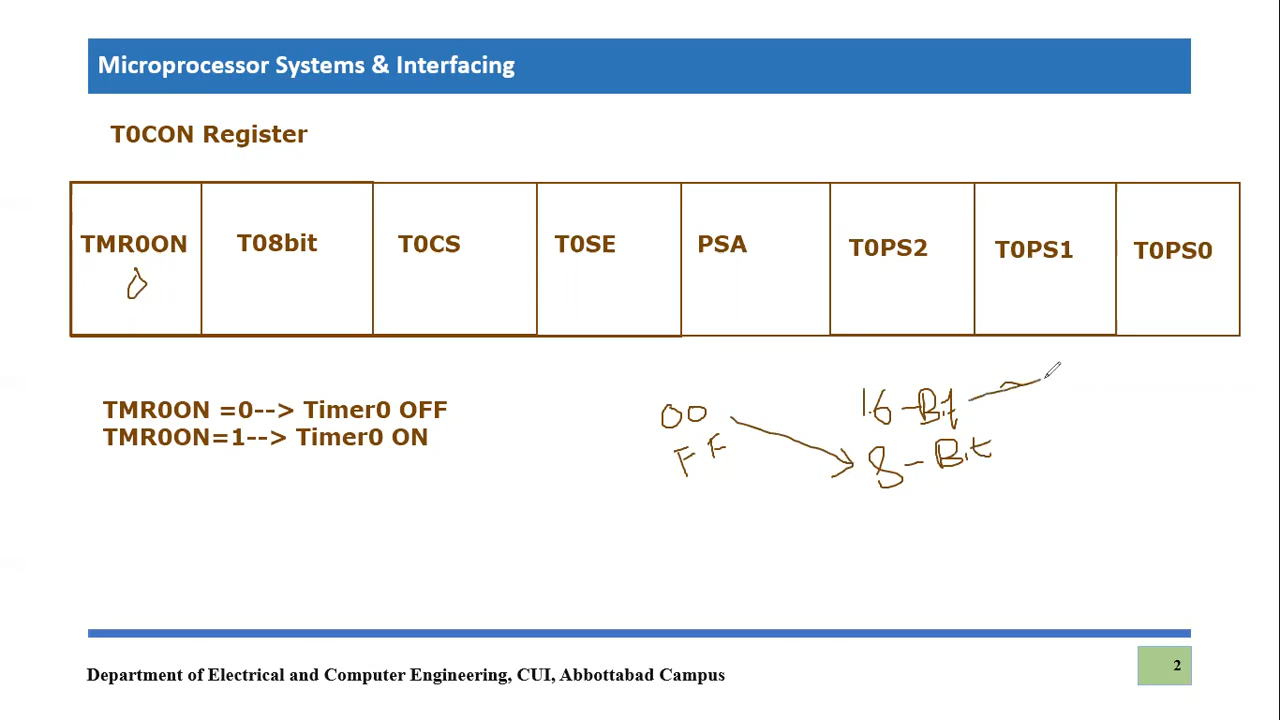 Microprocessor Systems & Interfacing
T0CON Register
TMR0ON T08bit T0CS T0SE PSA T0PS2 T0PS1 T0PS0
0
TMR0ON =0--> Timer0 OFF
TMR0ON=1--> Timer0 ON
00
FF
16-Bit
8-Bit
Department of Electrical and Computer Engineering, CUI, Abbottabad Campus
2